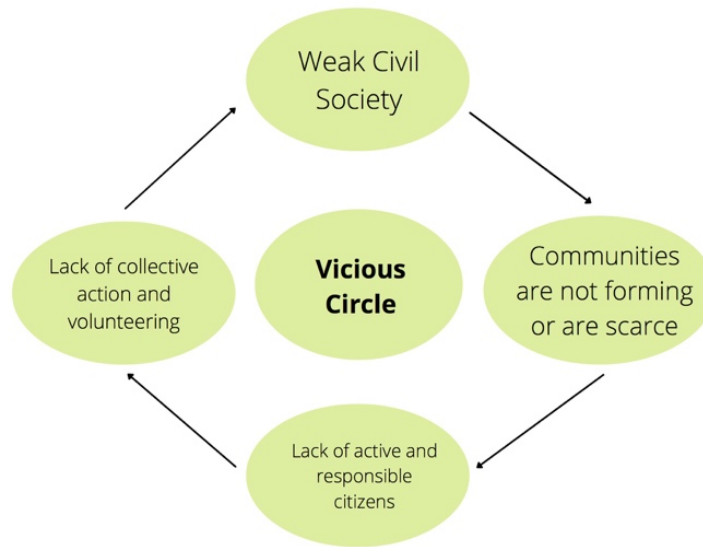 Weak Civil
Society
Communities
are not forming
or are scarce
Lack of active and
responsible
citizens
Lack of collective
action and
volunteering
Vicious
Circle